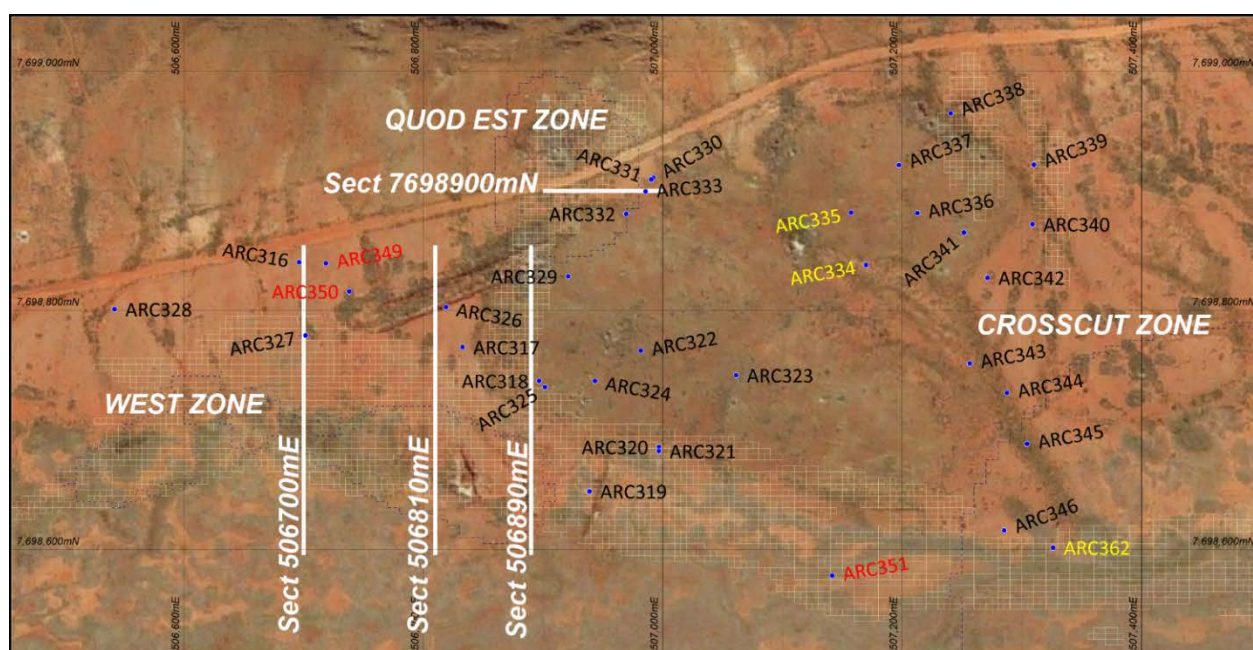 506,600mE
506,800mE
507,000mE
507,200mE
507,400mE
7,699,000mN
7,699,000mN
ARC338
QUOD EST ZONE
ARC331
ARC330
ARC337
ARC339
Sect 7698900mN
ARC333
ARC332
ARC335
ARC336
ARC340
ARC341
ARC316
ARC349
ARC334
ARC329
ARC342
ARC350
7,698,800mN
7,698,800mN
ARC328
ARC326
CROSSCUT ZONE
ARC327
ARC317
ARC322
ARC343
ARC318
ARC324
ARC323
ARC344
ARC325
WEST ZONE
ARC320
ARC321
ARC345
Sect 506700mE
Sect 506810mE
Sect 506890mE
ARC319
ARC346
7,698,600mN
7,698,600mN
ARC362
ARC351
506,600mE
507,000mE
507,200mE
507,400mE